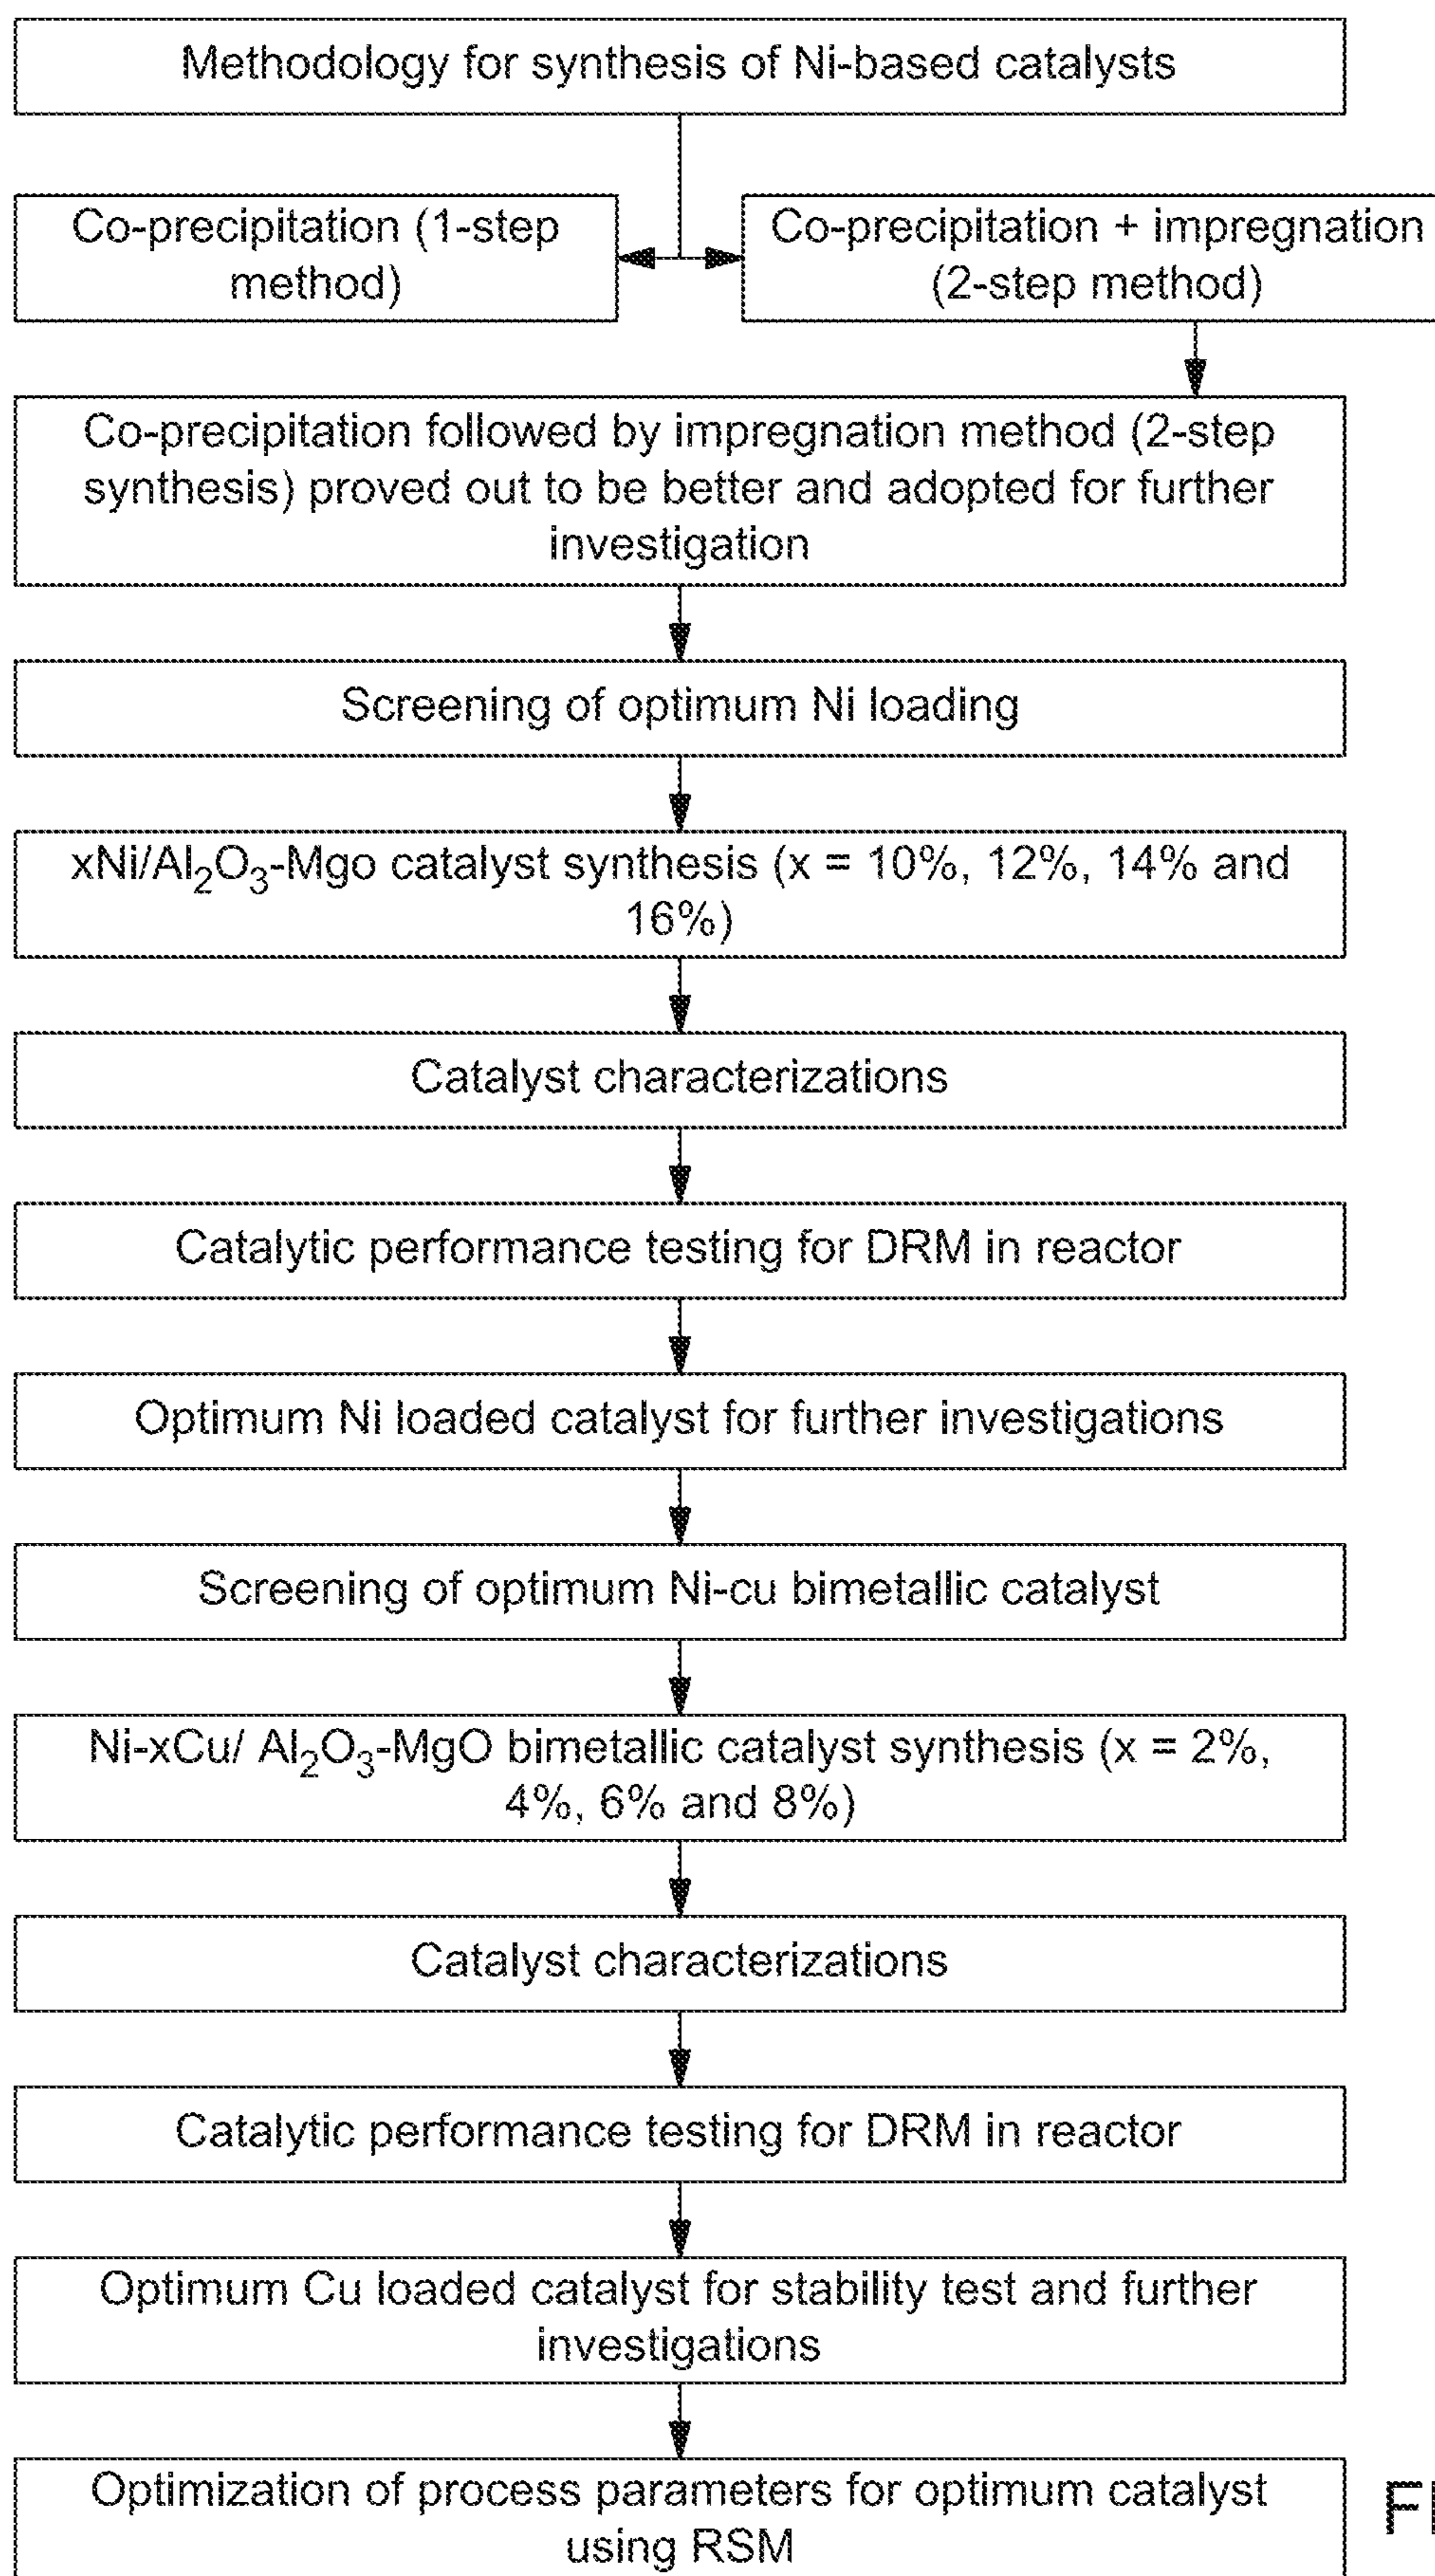 Methodology for synthesis of Ni-based catalysts
Co-precipitation (1-step
method)
Co-precipitation + impregnation
(2-step method)
Co-precipitation followed by impregnation method (2-step
synthesis) proved out to be better and adopted for further
investigation
Screening of optimum Ni loading
xNi/Al₂O₃-Mgo catalyst synthesis (x = 10%, 12%, 14% and
16%)
Catalyst characterizations
Catalytic performance testing for DRM in reactor
Optimum Ni loaded catalyst for further investigations
Screening of optimum Ni-cu bimetallic catalyst
Ni-xCu/ Al₂O₃-MgO bimetallic catalyst synthesis (x = 2%,
4%, 6% and 8%)
Catalyst characterizations
Catalytic performance testing for DRM in reactor
Optimum Cu loaded catalyst for stability test and further
investigations
Optimization of process parameters for optimum catalyst
using RSM